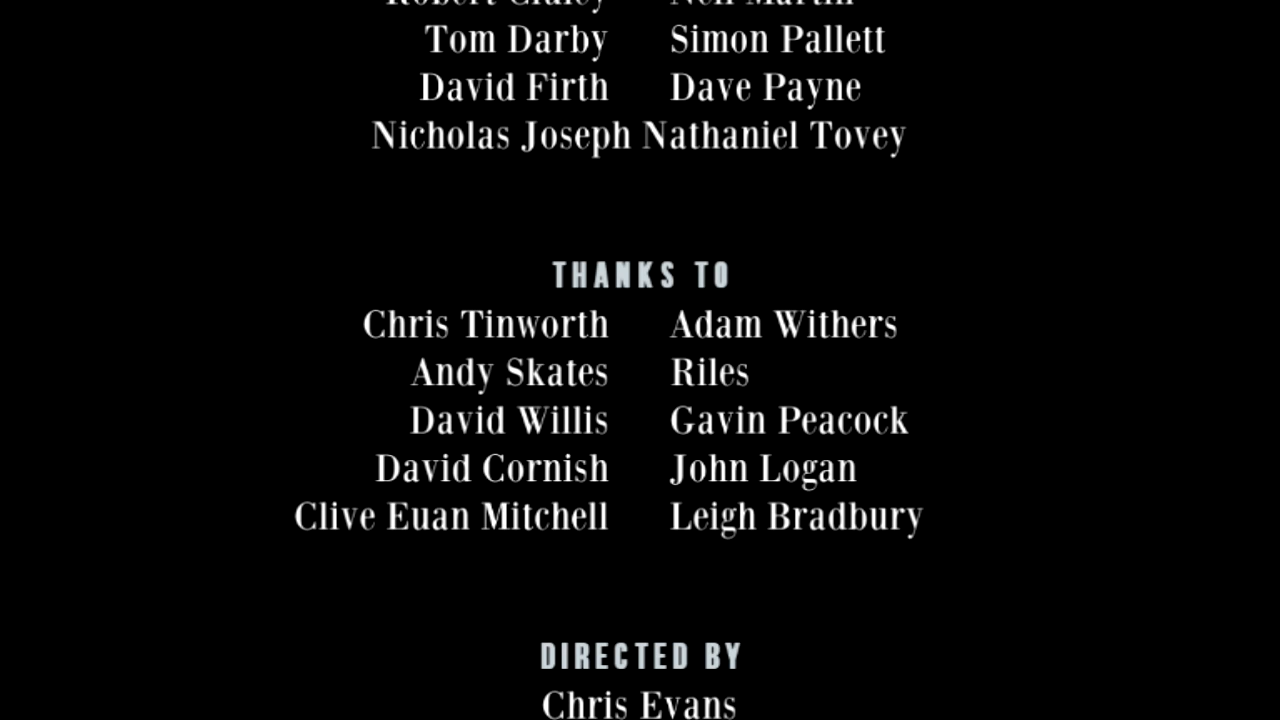 Tom Darby Simon Pallett
David Firth Dave Payne
Nicholas Joseph Nathaniel Tovey
THANKS TO
Chris Tinworth Adam Withers
Andy Skates Riles
David Willis Gavin Peacock
David Cornish John Logan
Clive Euan Mitchell Leigh Bradbury
DIRECTED BY
Chris Evans